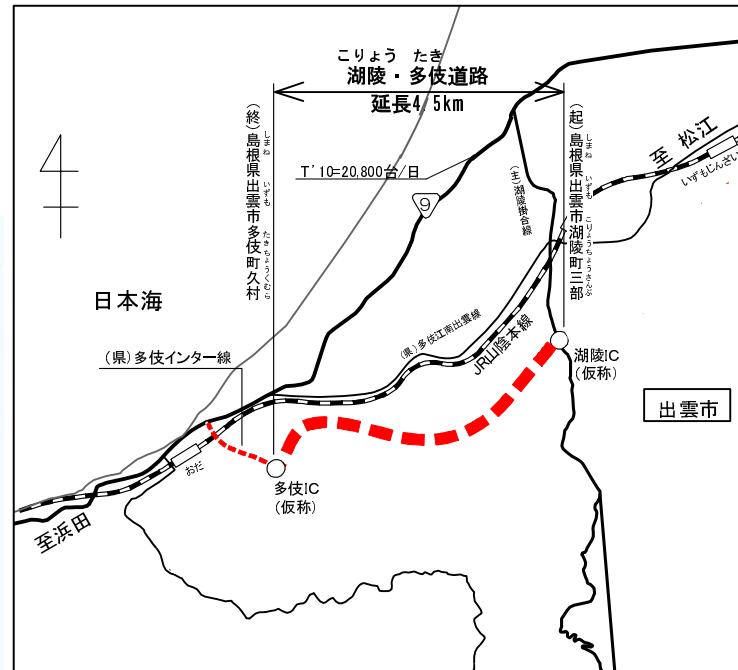 こりょう たき
湖陵・多伎道路
延長4.5km
(終)島根県出雲市多伎町久村
しまね いずも たきちょうくむら
(起)島根県出雲市湖陵町三部
しまね いずも こりょうちょうさんぶ
至 松江
いずもじんざい
T'10=20,800台/日
9
(主)湖陵掛合線
日本海
(県)多伎インター線
(県)多伎江南出雲線
JR山陰本線
湖陵IC
(仮称)
出雲市
おだ
多伎IC
(仮称)
至浜田